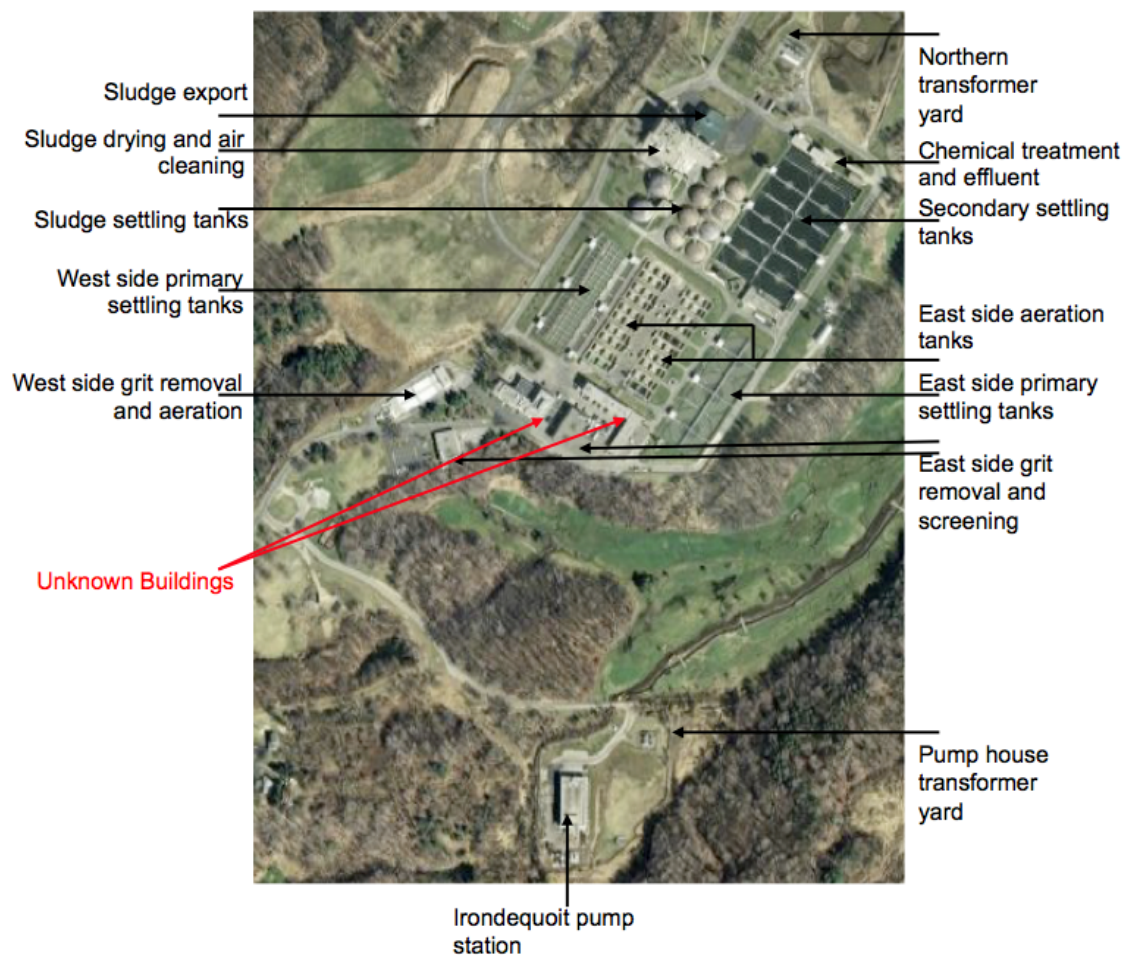 Sludge export
Sludge drying and air
cleaning
Sludge settling tanks
West side primary
settling tanks
West side grit removal
and aeration
Unknown Buildings
Northern
transformer
yard
Chemical treatment
and effluent
Secondary settling
tanks
East side aeration
tanks
East side primary
settling tanks
East side grit
removal and
screening
Pump house
transformer
yard
Irondequoit pump
station